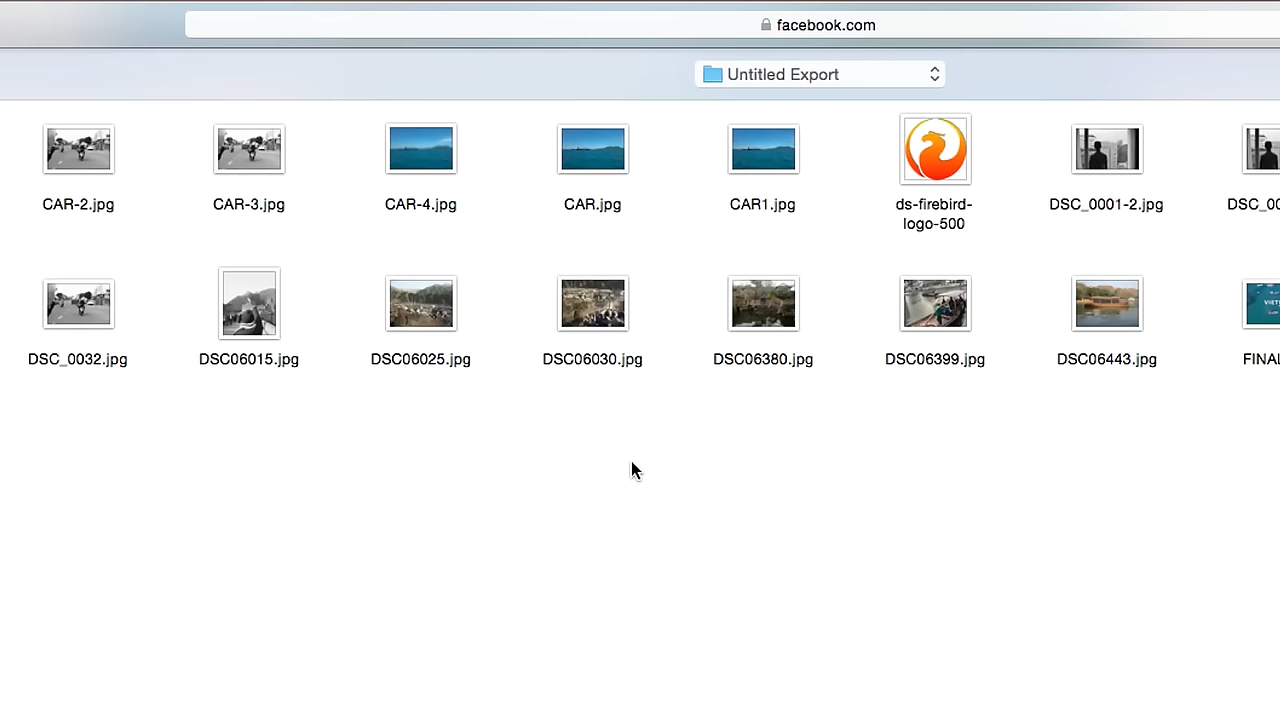 facebook.com
Untitled Export
CAR-2.jpg
CAR-3.jpg
CAR-4.jpg
CAR.jpg
CAR1.jpg
ds-firebird-
logo-500
DSC_0001-2.jpg
DSC_00
DSC_0032.jpg
DSC06015.jpg
DSC06025.jpg
DSC06030.jpg
DSC06380.jpg
DSC06399.jpg
DSC06443.jpg
FINAL